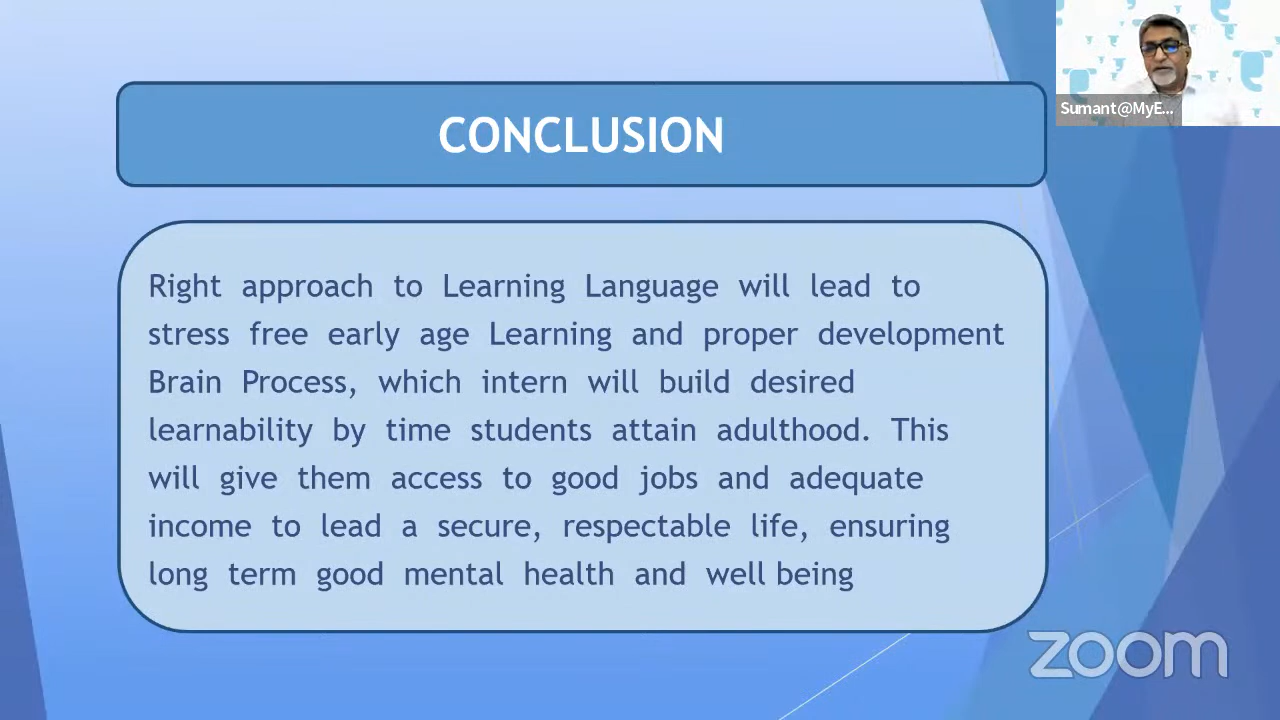 CONCLUSION
Right approach to Learning Language will lead to
stress free early age Learning and proper development
Brain Process, which intern will build desired
learnability by time students attain adulthood. This
will give them access to good jobs and adequate
income to lead a secure, respectable life, ensuring
long term good mental health and well being
Sumant@MyE...
zoom